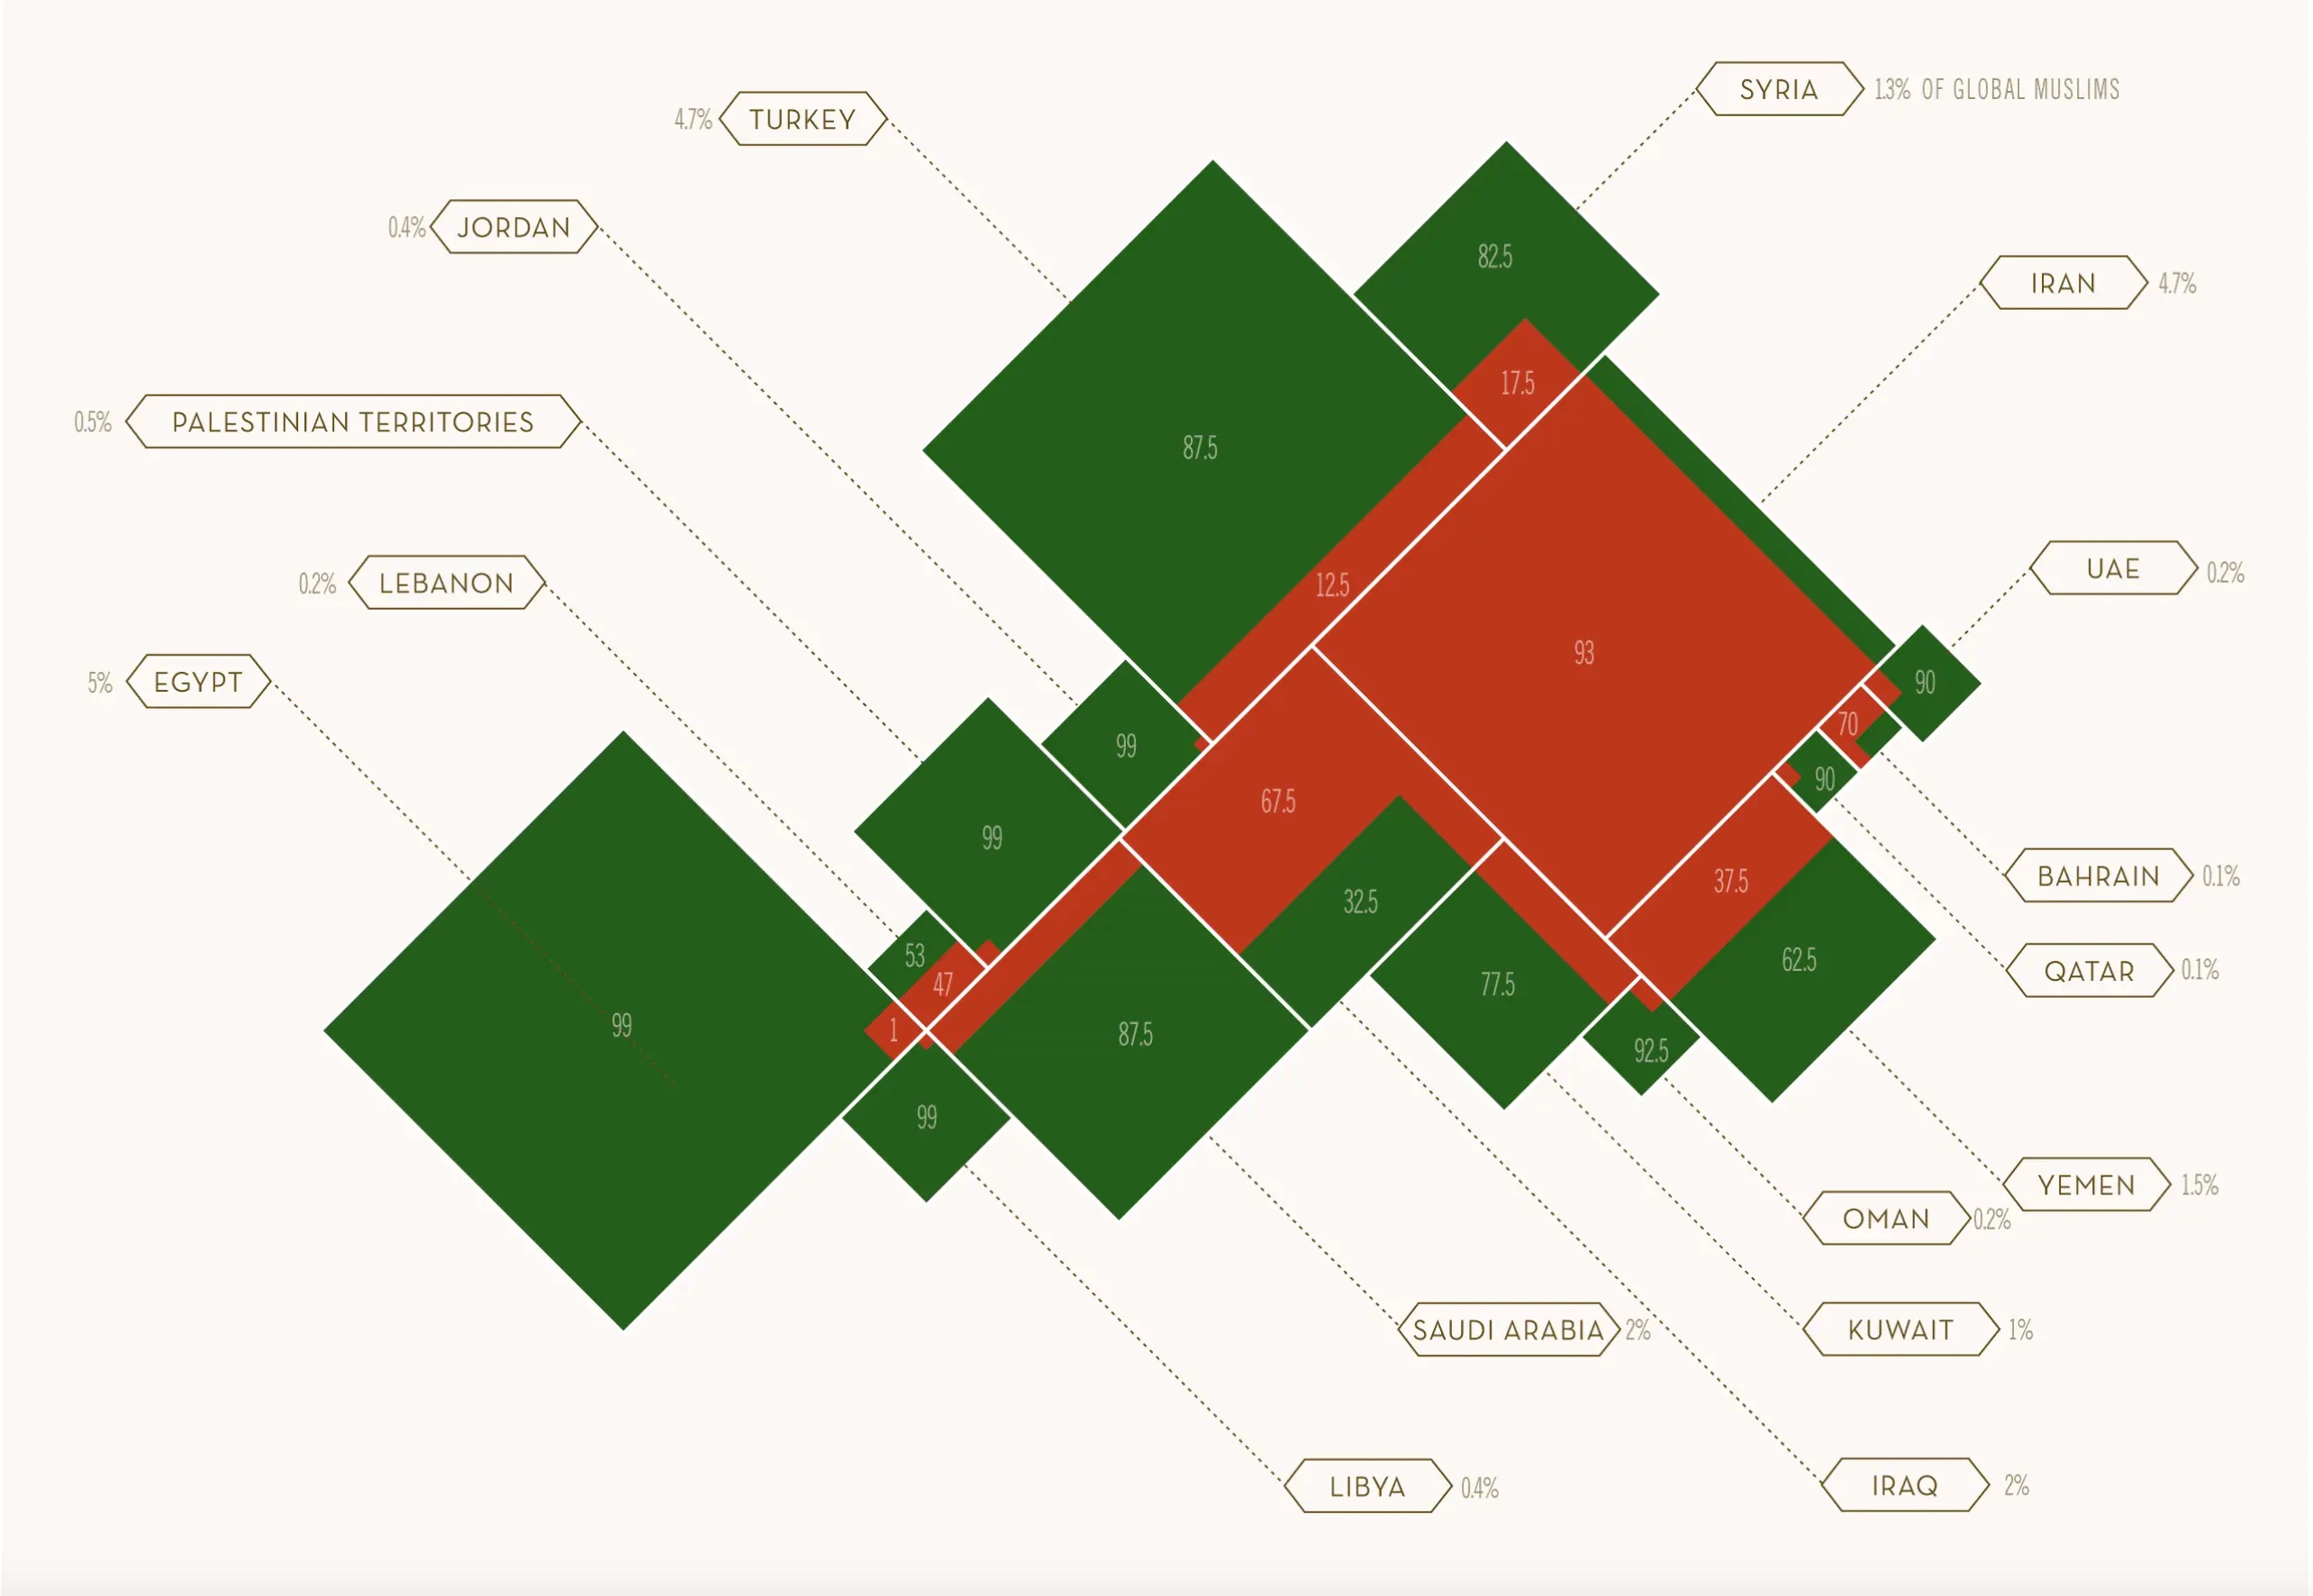 SYRIA 1.3% OF GLOBAL MUSLIMS
4.7% TURKEY
0.4% JORDAN
82.5
IRAN 4.7%
17.5
0.5% PALESTINIAN TERRITORIES
87.5
UAE 0.2%
0.2% LEBANON
12.5
93
5% EGYPT
90
70
99
90
67.5
99
BAHRAIN 0.1%
37.5
32.5
53
62.5
QATAR 0.1%
47
77.5
99
1
87.5
92.5
99
YEMEN 1.5%
OMAN 0.2%
SAUDI ARABIA 2%
KUWAIT 1%
LIBYA 0.4%
IRAQ 2%